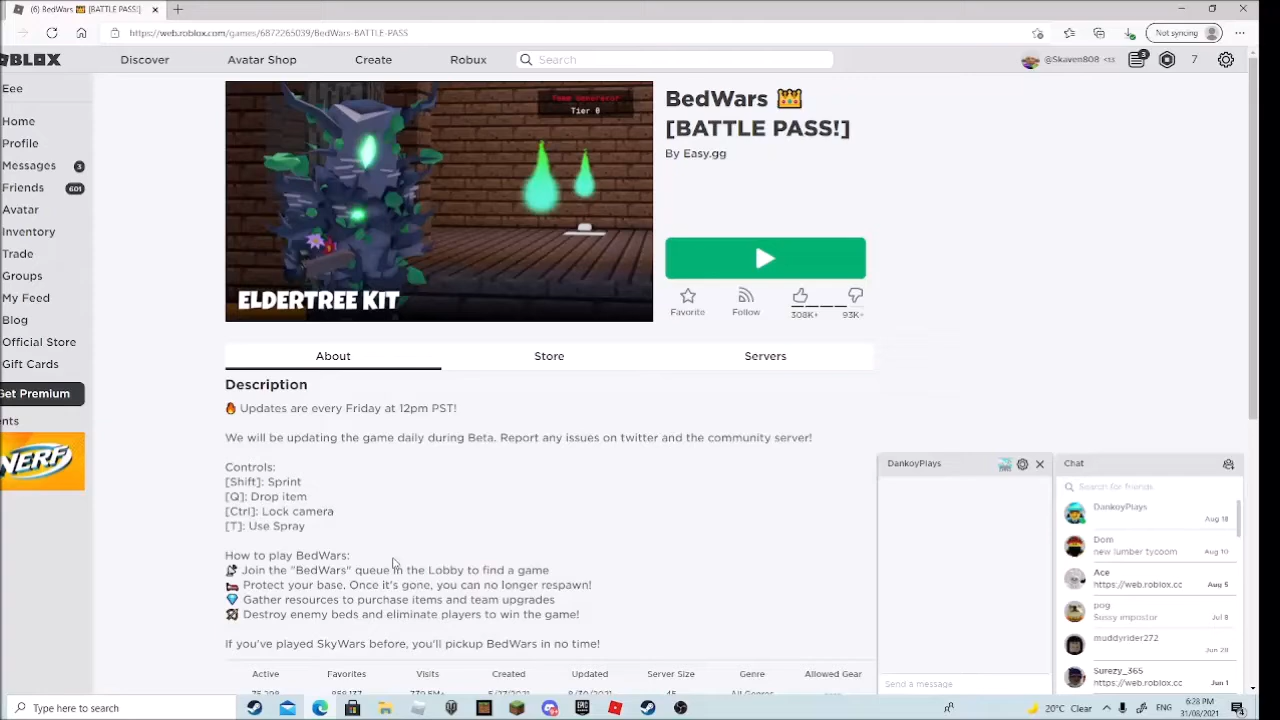 (6) BedWars 👑 [BATTLE PASS!]
https://web.roblox.com/games/6872265039/BedWars-BATTLE-PASS
Not syncing
BLOX
Discover
Avatar Shop
Create
Robux
Search
@Skaven808 <13
3
7
Eee
Home
Profile
Messages 3
Friends 601
Avatar
Inventory
Trade
Groups
My Feed
Blog
Official Store
Gift Cards
Get Premium
ents
NERF
Tier 0
ELDERTREE KIT
BedWars 👑
[BATTLE PASS!]
By Easy.gg
Favorite
Follow
308K+
93K+
About
Store
Servers
Description
🔥 Updates are every Friday at 12pm PST!
We will be updating the game daily during Beta. Report any issues on twitter and the community server!
Controls:
[Shift]: Sprint
[Q]: Drop item
[Ctrl]: Lock camera
[T]: Use Spray
How to play BedWars:
Join the "BedWars" queue in the Lobby to find a game
🛏️ Protect your base. Once it's gone, you can no longer respawn!
💎 Gather resources to purchase items and team upgrades
Destroy enemy beds and eliminate players to win the game!
If you've played SkyWars before, you'll pickup BedWars in no time!
Active
Favorites
Visits
Created
Updated
Server Size
Genre
Allowed Gear
DankoyPlays
Send a message
Chat
Search for friends
DankoyPlays
Aug 18
Dom
new lumber tycoom
Aug 10
Ace
https://web.roblox.cc
Aug 5
pog
Sussy impostor
Jul 8
muddyrider272
Jun 28
Surezy_365
https://web.roblox.cc
Jun 1
Type here to search
20°C Clear
ENG
6:28 PM
31/08/2021